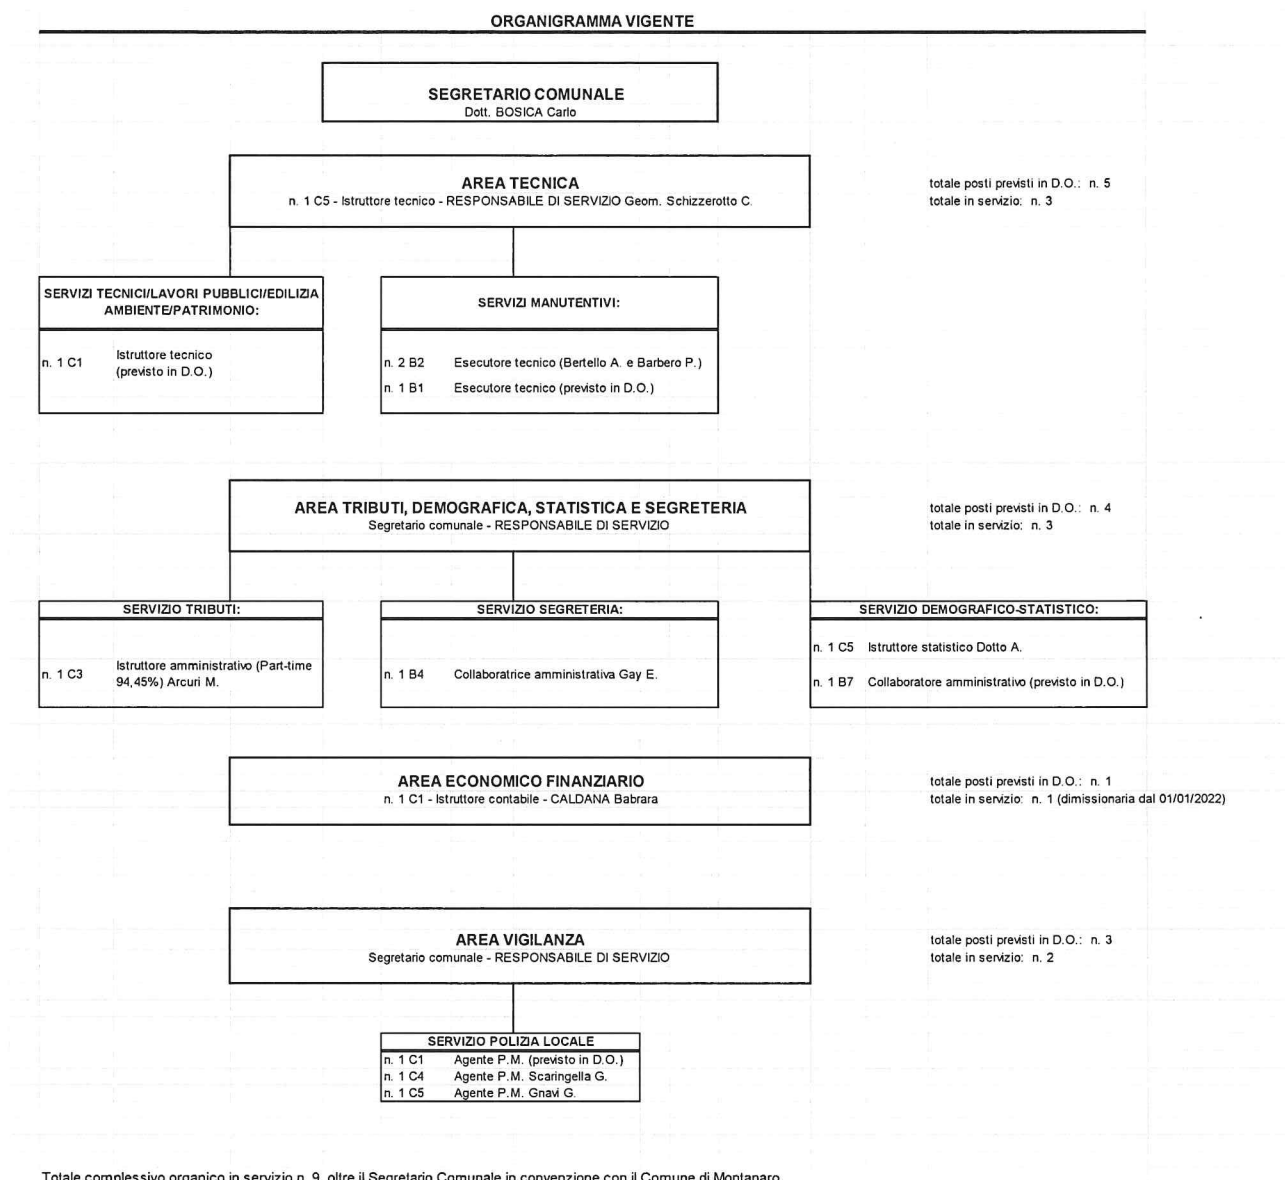 ORGANIGRAMMA VIGENTE
SEGRETARIO COMUNALE
Dott. BOSICA Carlo
AREA TECNICA
n. 1 C5 - Istruttore tecnico - RESPONSABILE DI SERVIZIO Geom. Schizzerotto C.
totale posti previsti in D.O.: n. 5
totale in servizio: n. 3
SERVIZI TECNICI/LAVORI PUBBLICI/EDILIZIA
AMBIENTE/PATRIMONIO:
n. 1 C1 Istruttore tecnico
(previsto in D.O.)
SERVIZI MANUTENTIVI:
n. 2 B2 Esecutore tecnico (Bertello A. e Barbero P.)
n. 1 B1 Esecutore tecnico (previsto in D.O.)
AREA TRIBUTI, DEMOGRAFICA, STATISTICA E SEGRETERIA
Segretario comunale - RESPONSABILE DI SERVIZIO
totale posti previsti in D.O.: n. 4
totale in servizio: n. 3
SERVIZIO TRIBUTI:
n. 1 C3 Istruttore amministrativo (Part-time
94,45%) Arcuri M.
SERVIZIO SEGRETERIA:
n. 1 B4 Collaboratrice amministrativa Gay E.
SERVIZIO DEMOGRAFICO-STATISTICO:
n. 1 C5 Istruttore statistico Dotto A.
n. 1 B7 Collaboratore amministrativo (previsto in D.O.)
AREA ECONOMICO FINANZIARIO
n. 1 C1 - Istruttore contabile - CALDANA Babrara
totale posti previsti in D.O.: n. 1
totale in servizio: n. 1 (dimissionaria dal 01/01/2022)
AREA VIGILANZA
Segretario comunale - RESPONSABILE DI SERVIZIO
totale posti previsti in D.O.: n. 3
totale in servizio: n. 2
SERVIZIO POLIZIA LOCALE
n. 1 C1 Agente P.M. (previsto in D.O.)
n. 1 C4 Agente P.M. Scaringella G.
n. 1 C5 Agente P.M. Gnavi G.
Totale complessivo organico in servizio n. 9, oltre il Segretario Comunale in convenzione con il Comune di Montanaro